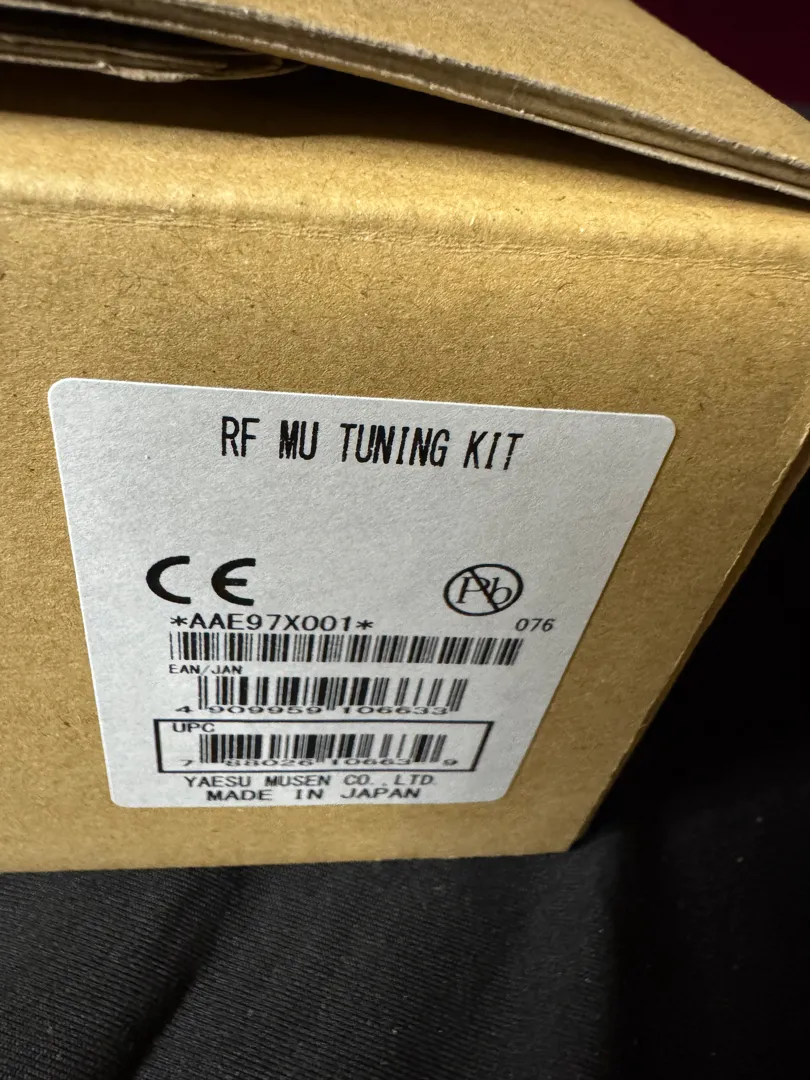 RF MU TUNING KIT
CE
Pb
*AAE97X001*
076
EAN/JAN
4 909959 106633
UPC
7 88026 10663 9
YAESU MUSEN CO.,LTD.
MADE IN JAPAN